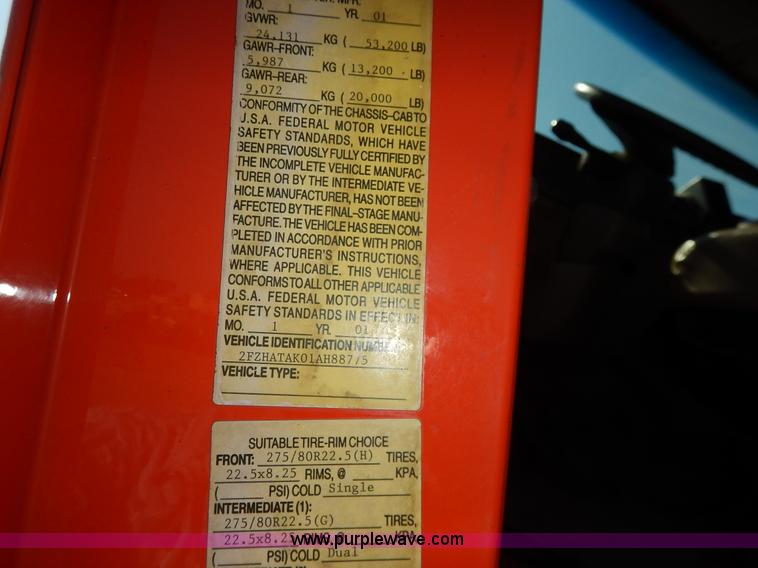 MO. 1 YR. 01
GVWR:
24,131 KG ( 53,200 LB)
GAWR-FRONT:
5,987 KG ( 13,200 LB)
GAWR-REAR:
9,072 KG ( 20,000 LB)
CONFORMITY OF THE CHASSIS-CAB TO
U.S.A. FEDERAL MOTOR VEHICLE
SAFETY STANDARDS, WHICH HAVE
BEEN PREVIOUSLY FULLY CERTIFIED BY
THE INCOMPLETE VEHICLE MANUFAC-
TURER OR BY THE INTERMEDIATE VE-
HICLE MANUFACTURER, HAS NOT BEEN
AFFECTED BY THE FINAL-STAGE MANU-
FACTURE. THE VEHICLE HAS BEEN COM-
PLETED IN ACCORDANCE WITH PRIOR
MANUFACTURER'S INSTRUCTIONS,
WHERE APPLICABLE. THIS VEHICLE
CONFORMS TO ALL OTHER APPLICABLE
U.S.A. FEDERAL MOTOR VEHICLE
SAFETY STANDARDS IN EFFECT IN:
MO. 1 YR. 01
VEHICLE IDENTIFICATION NUMBER:
2FZHATAK01AH88775
VEHICLE TYPE:
SUITABLE TIRE-RIM CHOICE
FRONT: 275/80R22.5(H) TIRES,
22.5x8.25 RIMS, @ KPA,
( PSI) COLD Single
INTERMEDIATE (1):
275/80R22.5(G) TIRES,
22.5x8.25 KPA,
www.purplewave.com
( PSI) COLD Dual